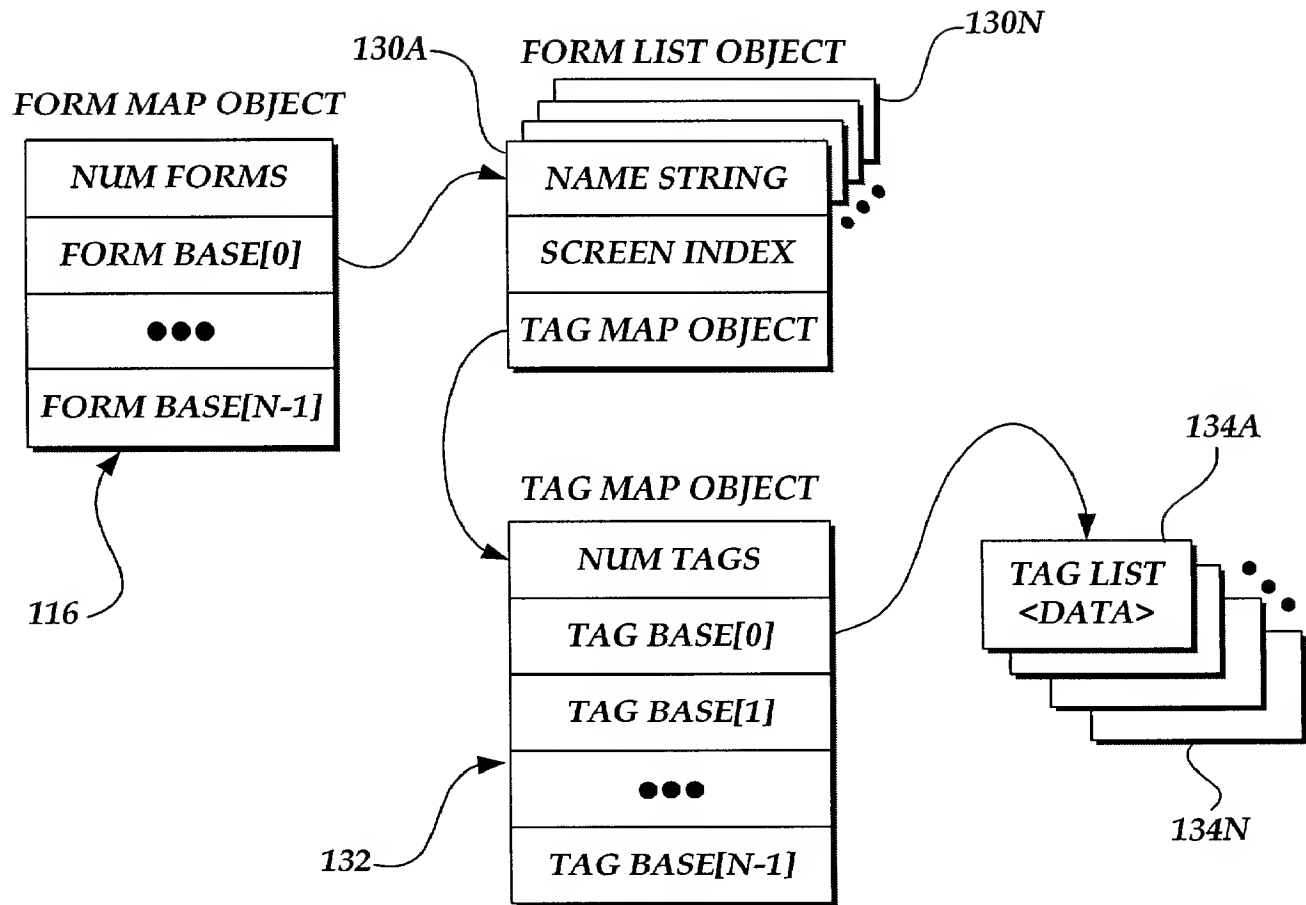 130A
FORM LIST OBJECT
130N
FORM MAP OBJECT
NUM FORMS
FORM BASE[0]
●●●
FORM BASE[N-1]
116
NAME STRING
SCREEN INDEX
TAG MAP OBJECT
TAG MAP OBJECT
NUM TAGS
TAG BASE[0]
TAG BASE[1]
●●●
TAG BASE[N-1]
132
134A
TAG LIST
<DATA>
134N